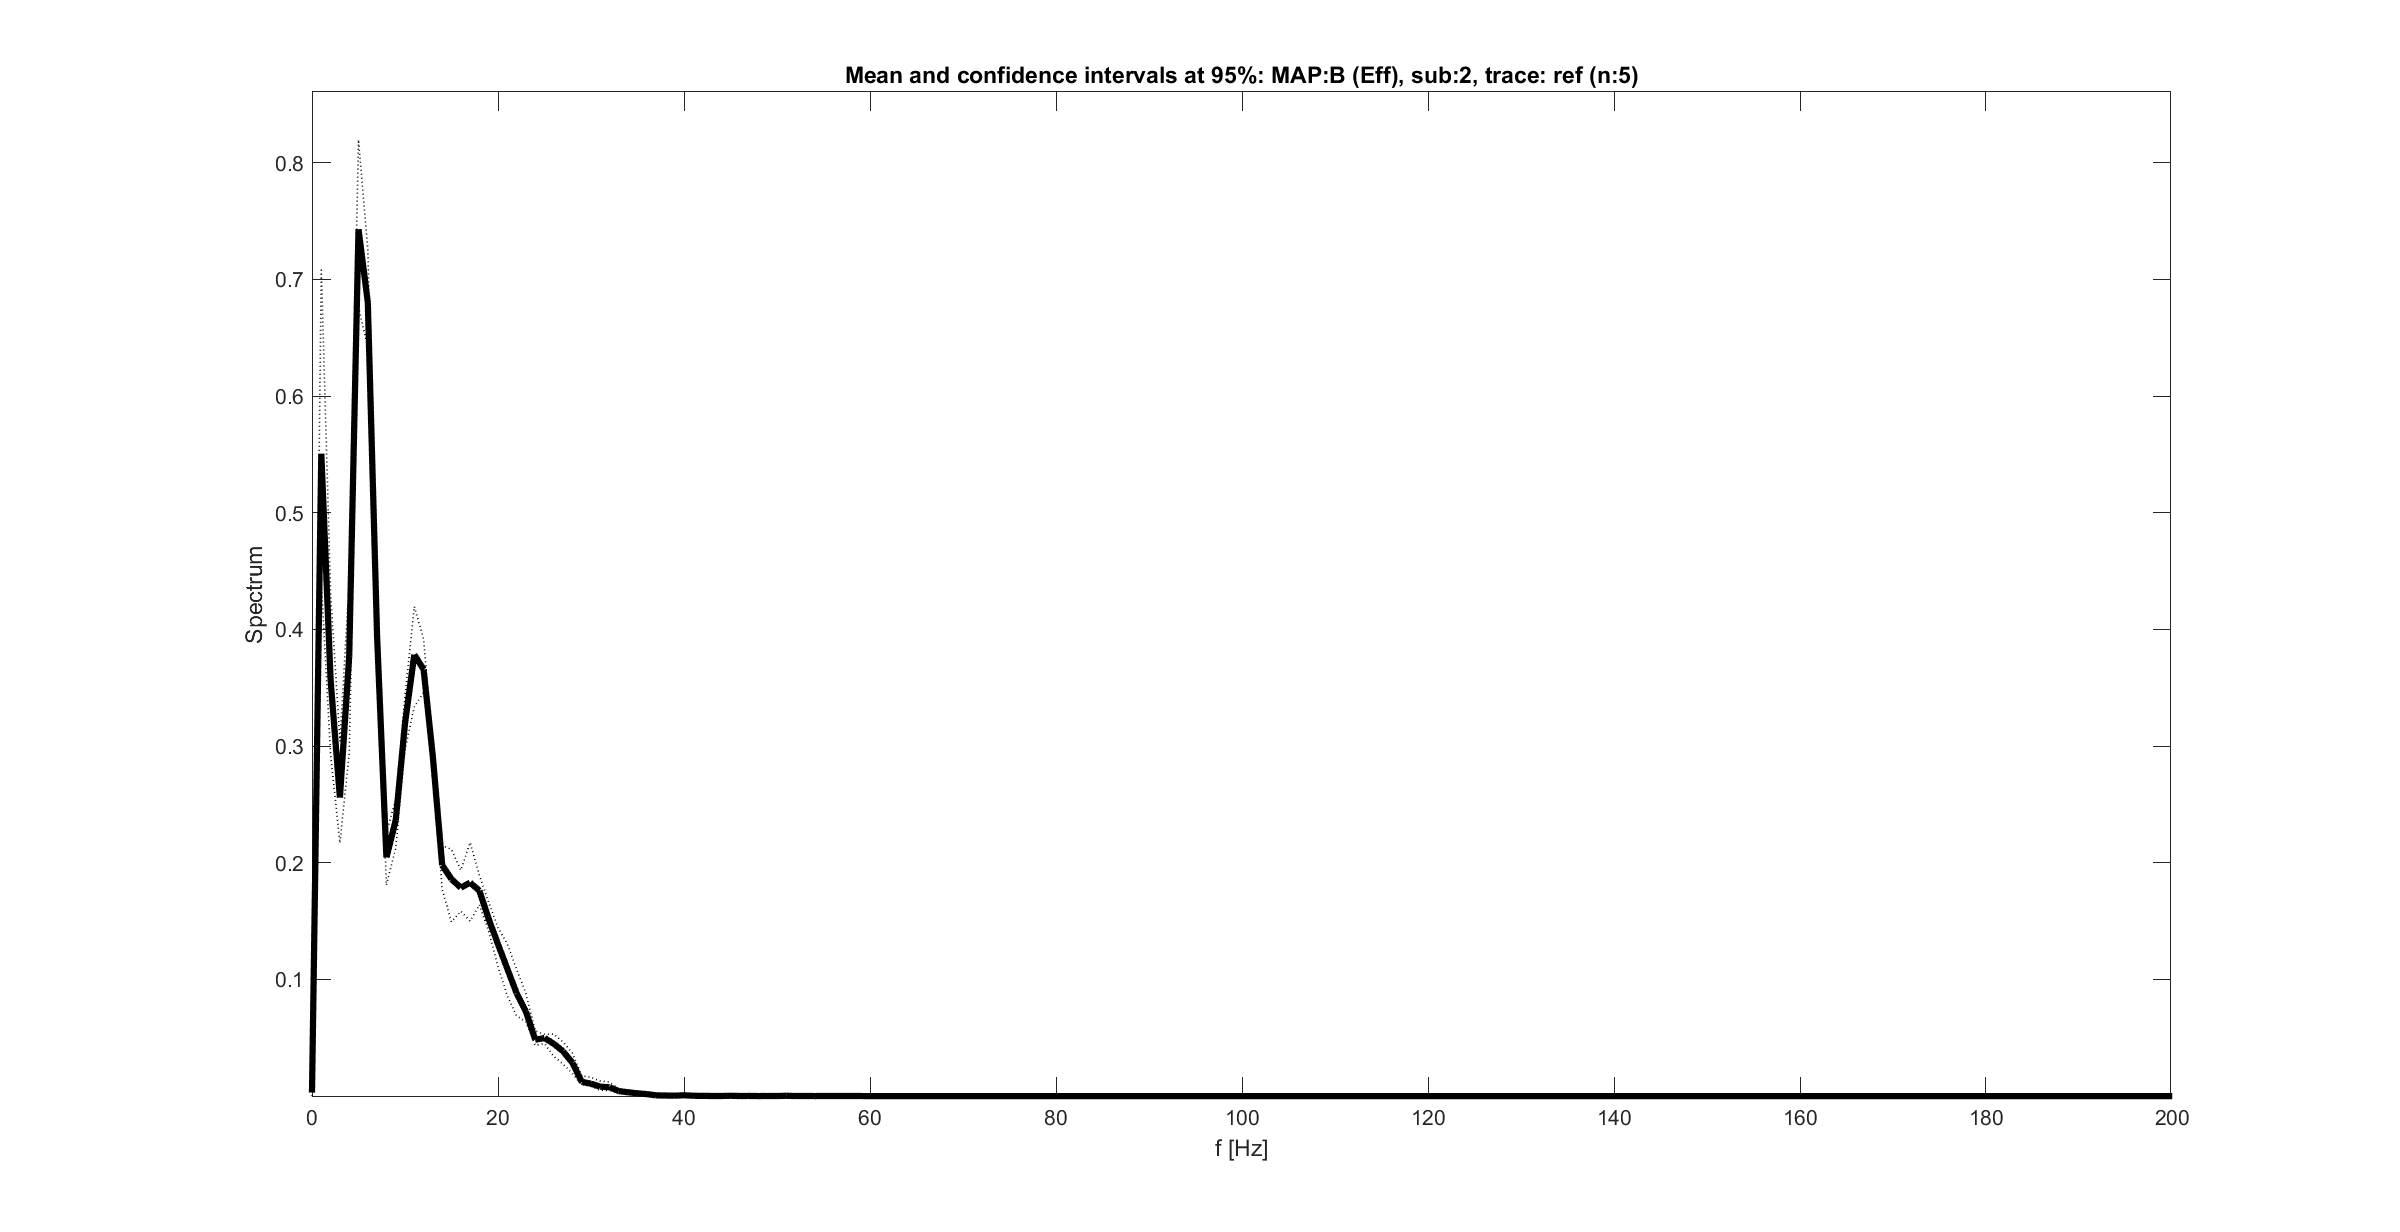 Mean and confidence intervals at 95%: MAP:B (Eff), sub:2, trace: ref (n:5)
0.8
0.7
0.6
0.5
0.4
0.3
0.2
0.1
Spectrum
0 20 40 60 80 100 120 140 160 180 200
f [Hz]